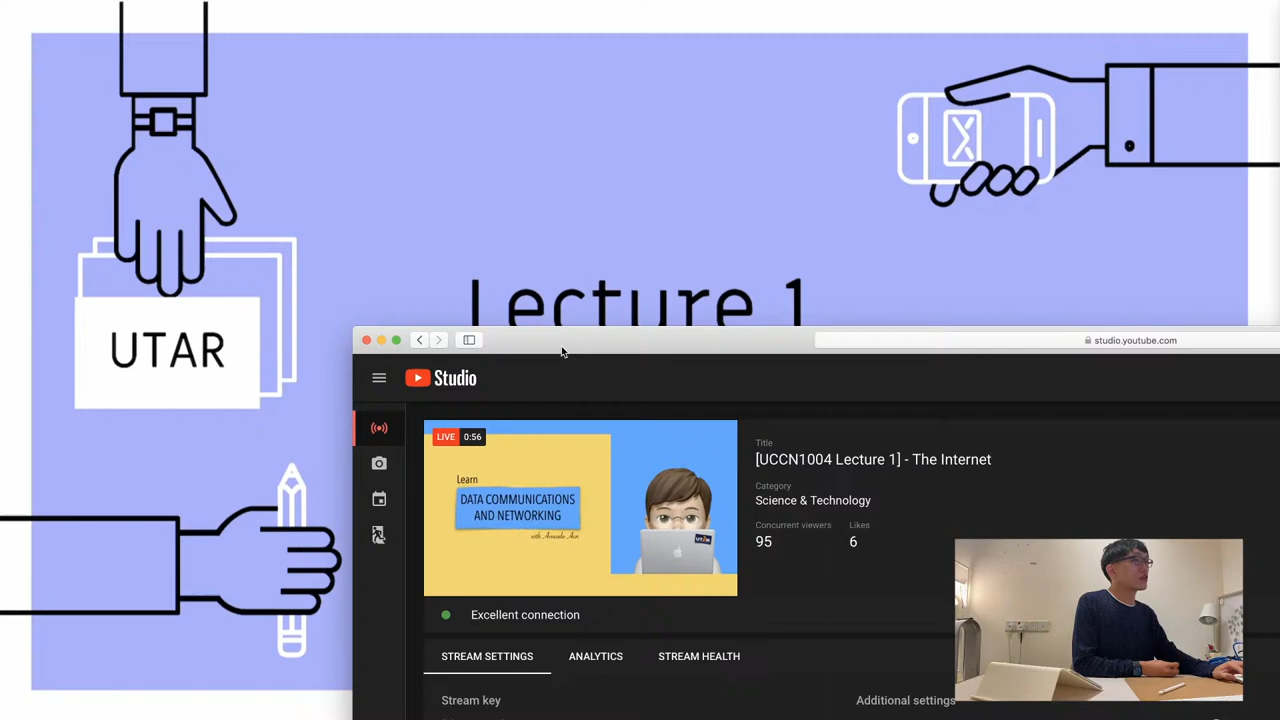 Lecture 1
UTAR
studio.youtube.com
Studio
LIVE 0:56
Learn
DATA COMMUNICATIONS
AND NETWORKING
Title
[UCCN1004 Lecture 1] - The Internet
Category
Science & Technology
Concurrent viewers
Likes
95
6
Excellent connection
STREAM SETTINGS
ANALYTICS
STREAM HEALTH
Stream key
Additional settings